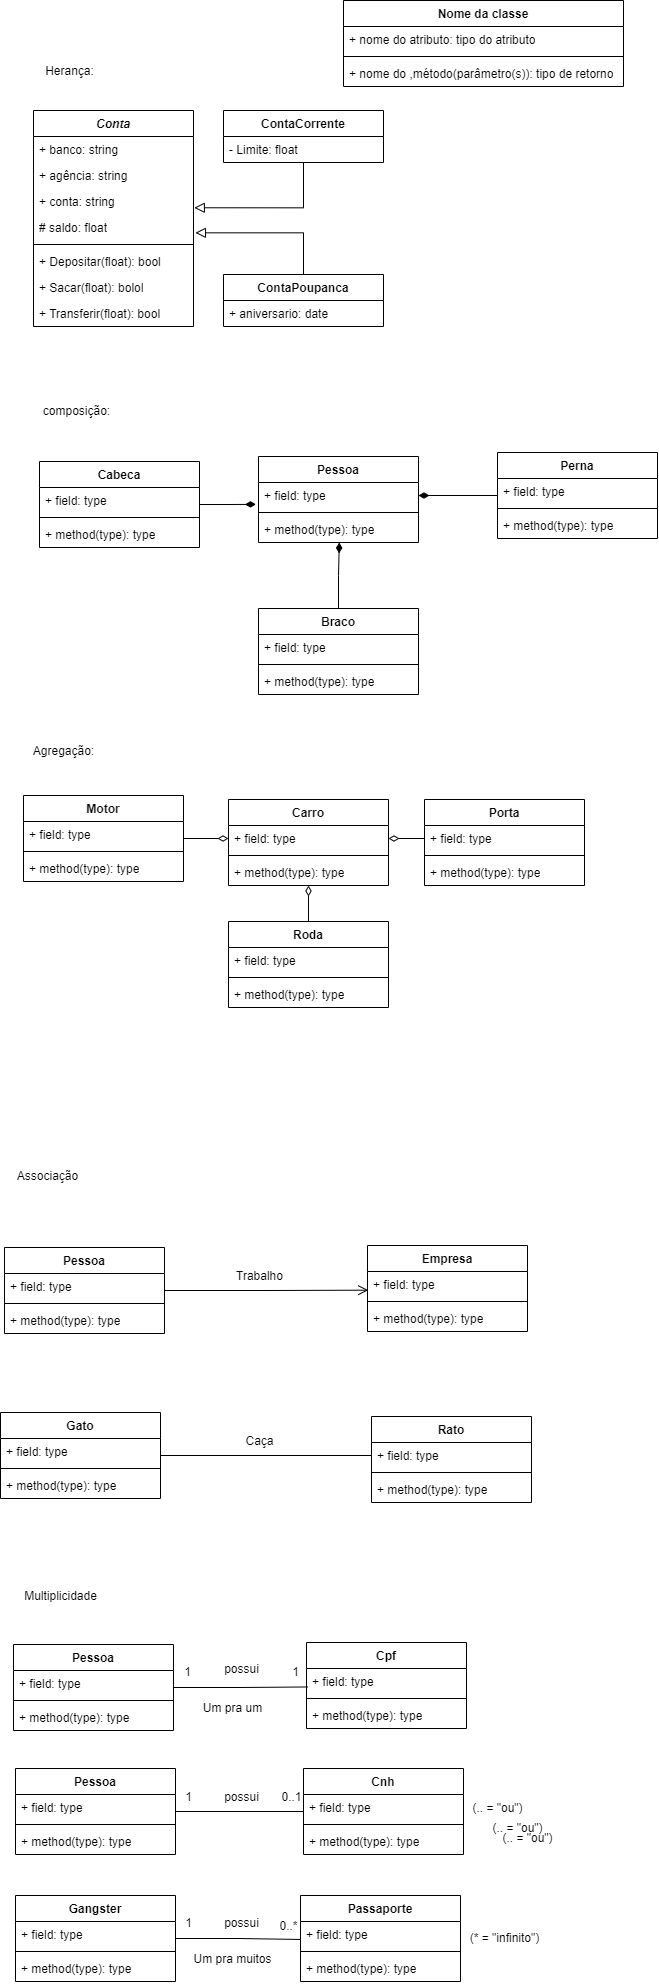 Nome da classe
+ nome do atributo: tipo do atributo
+ nome do ,método(parâmetro(s)): tipo de retorno
Herança:
Conta
+ banco: string
+ agência: string
+ conta: string
# saldo: float
+ Depositar(float): bool
+ Sacar(float): bolol
+ Transferir(float): bool
ContaCorrente
- Limite: float
ContaPoupanca
+ aniversario: date
composição:
Cabeca
+ field: type
+ method(type): type
Pessoa
+ field: type
+ method(type): type
Perna
+ field: type
+ method(type): type
Braco
+ field: type
+ method(type): type
Agregação:
Motor
+ field: type
+ method(type): type
Carro
+ field: type
+ method(type): type
Porta
+ field: type
+ method(type): type
Roda
+ field: type
+ method(type): type
Associação
Pessoa
+ field: type
+ method(type): type
Trabalho
Empresa
+ field: type
+ method(type): type
Gato
+ field: type
+ method(type): type
Caça
Rato
+ field: type
+ method(type): type
Multiplicidade
Pessoa
+ field: type
+ method(type): type
1 possui 1
Um pra um
Cpf
+ field: type
+ method(type): type
Pessoa
+ field: type
+ method(type): type
1 possui 0..1
Cnh
+ field: type
+ method(type): type
(.. = "ou")
(.. = "ou")
(.. = "ou")
Gangster
+ field: type
+ method(type): type
1 possui 0..*
Um pra muitos
Passaporte
+ field: type
+ method(type): type
(* = "infinito")